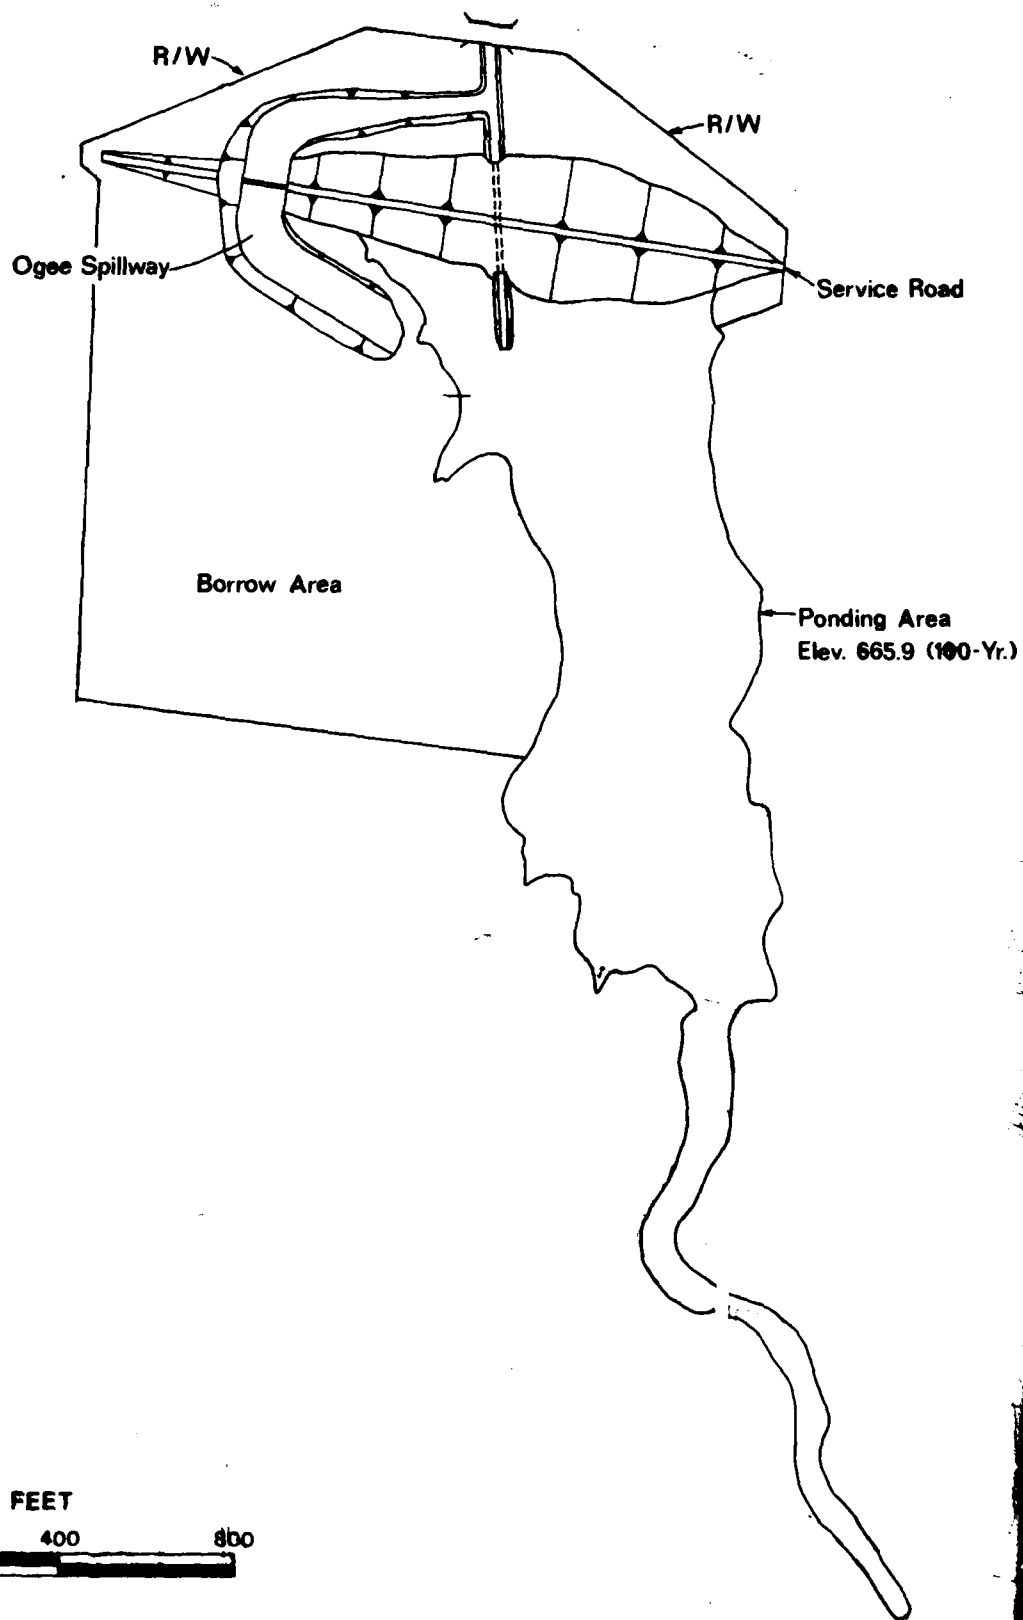 R/W
R/W
Ogee Spillway
Service Road
Borrow Area
Ponding Area
Elev. 665.9 (100-Yr.)
FEET
400 800